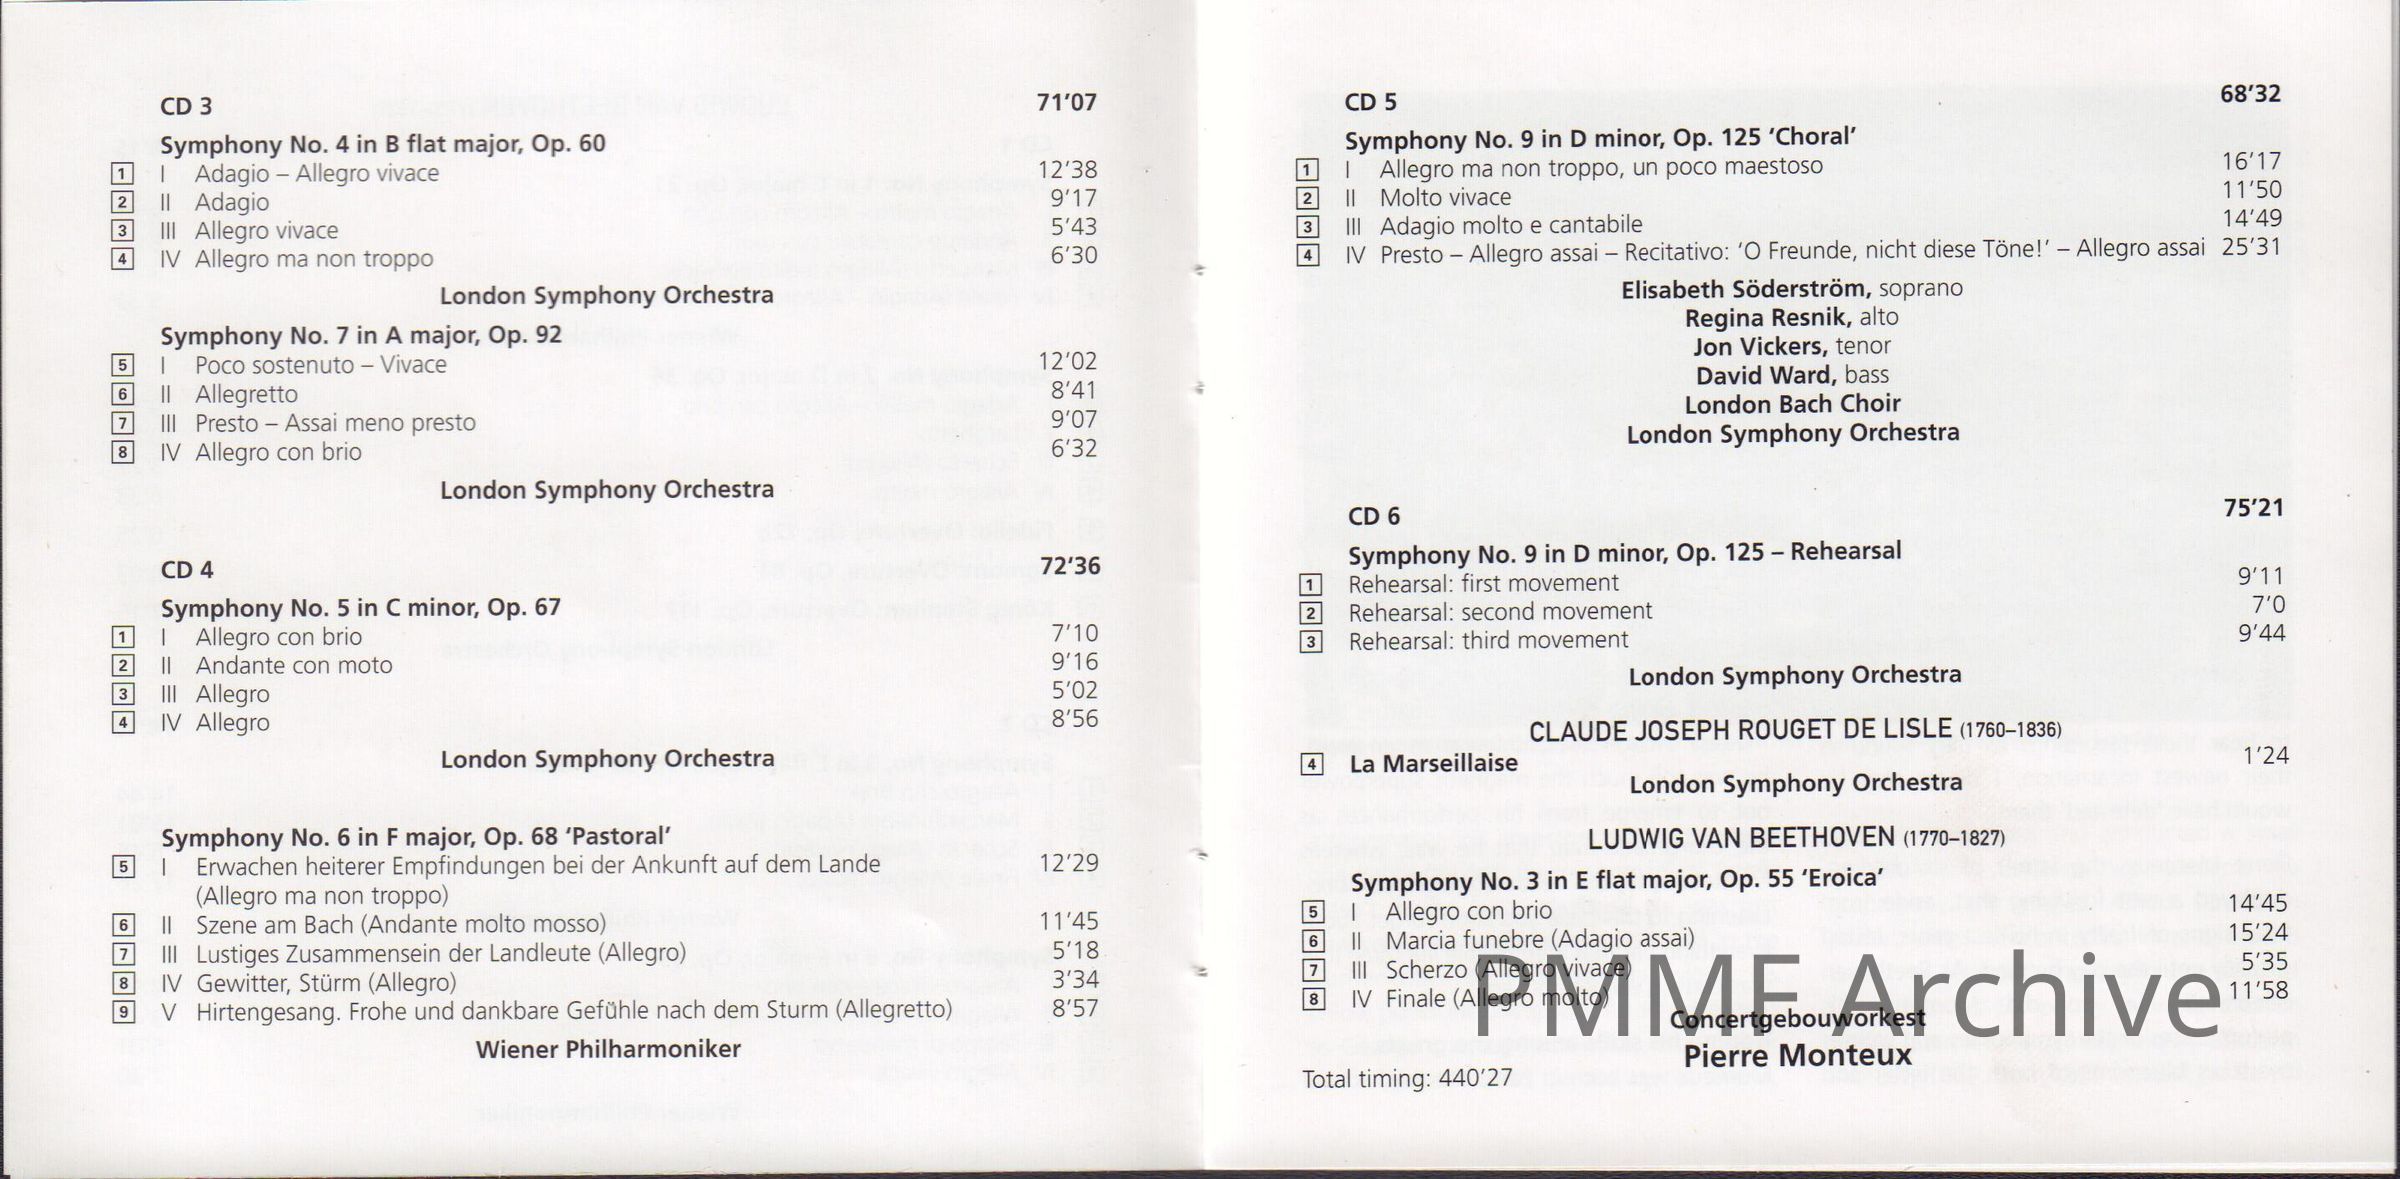 CD 3 71’07
Symphony No. 4 in B flat major, Op. 60
1 I Adagio – Allegro vivace 12’38
2 II Adagio 9’17
3 III Allegro vivace 5’43
4 IV Allegro ma non troppo 6’30
London Symphony Orchestra
Symphony No. 7 in A major, Op. 92
5 I Poco sostenuto – Vivace 12’02
6 II Allegretto 8’41
7 III Presto – Assai meno presto 9’07
8 IV Allegro con brio 6’32
London Symphony Orchestra
CD 4 72’36
Symphony No. 5 in C minor, Op. 67
1 I Allegro con brio 7’10
2 II Andante con moto 9’16
3 III Allegro 5’02
4 IV Allegro 8’56
London Symphony Orchestra
Symphony No. 6 in F major, Op. 68 ‘Pastoral’
5 I Erwachen heiterer Empfindungen bei der Ankunft auf dem Lande 12’29
(Allegro ma non troppo)
6 II Szene am Bach (Andante molto mosso) 11’45
7 III Lustiges Zusammensein der Landleute (Allegro) 5’18
8 IV Gewitter, Stürm (Allegro) 3’34
9 V Hirtengesang. Frohe und dankbare Gefühle nach dem Sturm (Allegretto) 8’57
Wiener Philharmoniker
CD 5 68’32
Symphony No. 9 in D minor, Op. 125 ‘Choral’
1 I Allegro ma non troppo, un poco maestoso 16’17
2 II Molto vivace 11’50
3 III Adagio molto e cantabile 14’49
4 IV Presto – Allegro assai – Recitativo: ‘O Freunde, nicht diese Töne!’ – Allegro assai 25’31
Elisabeth Söderström, soprano
Regina Resnik, alto
Jon Vickers, tenor
David Ward, bass
London Bach Choir
London Symphony Orchestra
CD 6 75’21
Symphony No. 9 in D minor, Op. 125 – Rehearsal
1 Rehearsal: first movement 9’11
2 Rehearsal: second movement 7’0
3 Rehearsal: third movement 9’44
London Symphony Orchestra
CLAUDE JOSEPH ROUGET DE LISLE (1760–1836)
4 La Marseillaise 1’24
London Symphony Orchestra
LUDWIG VAN BEETHOVEN (1770–1827)
Symphony No. 3 in E flat major, Op. 55 ‘Eroica’
5 I Allegro con brio 14’45
6 II Marcia funebre (Adagio assai) 15’24
7 III Scherzo (Allegro vivace) 5’35
8 IV Finale (Allegro molto) 11’58
PMMF Archive
Concertgebouworkest
Pierre Monteux
Total timing: 440’27